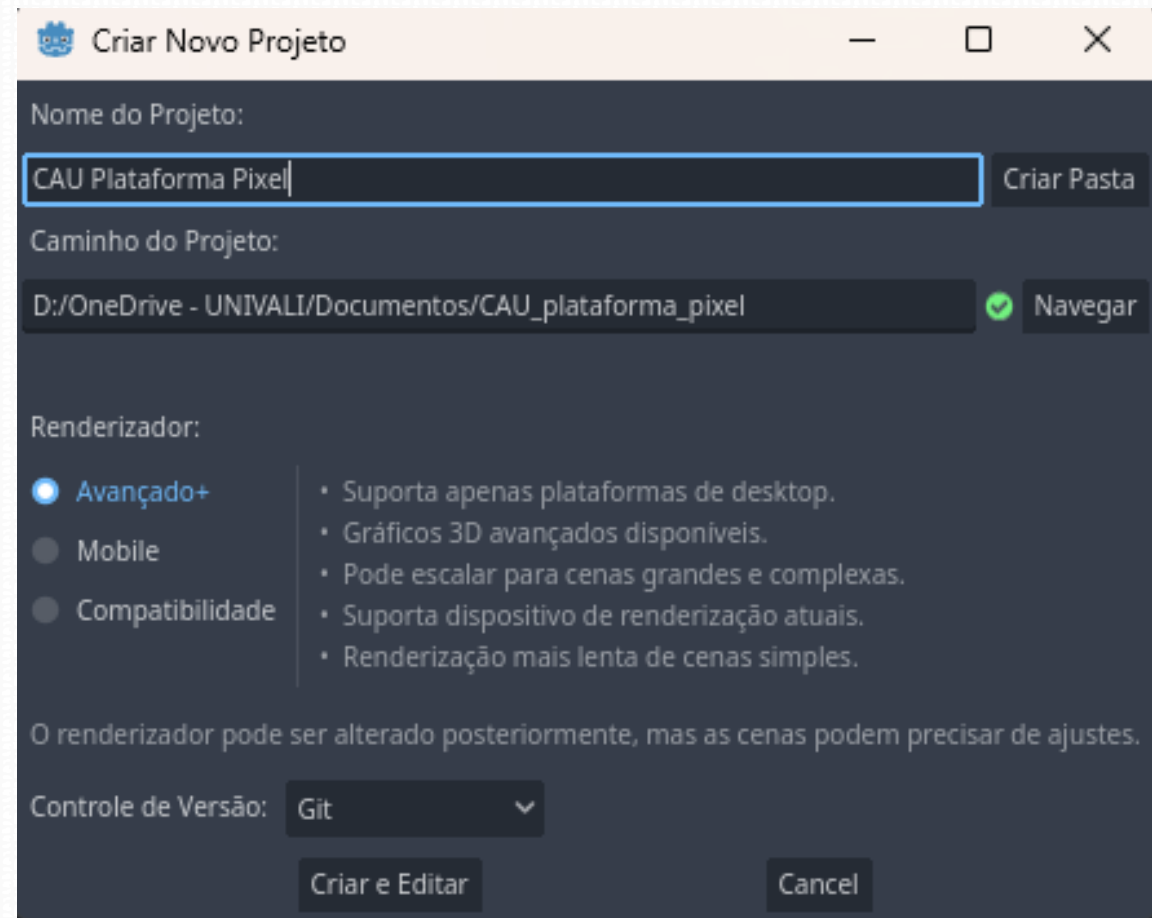 Criar Novo Projeto
Nome do Projeto:
CAU Plataforma Pixel
Criar Pasta
Caminho do Projeto:
D:/OneDrive - UNIVALI/Documentos/CAU_plataforma_pixel
Navegar
Renderizador:
Avançado+
Mobile
Compatibilidade
• Suporta apenas plataformas de desktop.
• Gráficos 3D avançados disponíveis.
• Pode escalar para cenas grandes e complexas.
• Suporta dispositivo de renderização atuais.
• Renderização mais lenta de cenas simples.
O renderizador pode ser alterado posteriormente, mas as cenas podem precisar de ajustes.
Controle de Versão:
Git
Criar e Editar
Cancel